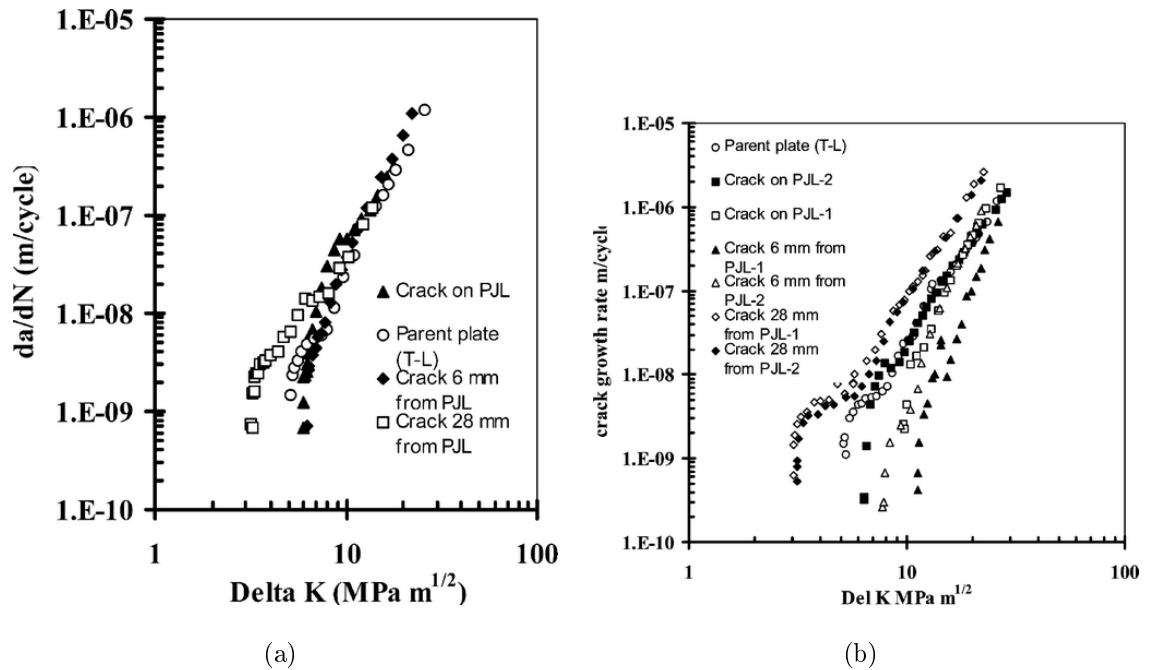 (a)
1.E-05
1.E-06
1.E-07
1.E-08
1.E-09
1.E-10
da/dN (m/cycle)
Crack on PJL
Parent plate
(T-L)
Crack 6 mm
from PJL
Crack 28 mm
from PJL
1
10
100
Delta K (MPa m1/2)
(a)
1.E-05
1.E-06
1.E-07
1.E-08
1.E-09
1.E-10
crack growth rate m/cycle
Parent plate (T-L)
Crack on PJL-2
Crack on PJL-1
Crack 6 mm from
PJL-1
Crack 6 mm from
PJL-2
Crack 28 mm
from PJL-1
Crack 28 mm
from PJL-2
1
10
100
Del K MPa m1/2
(b)